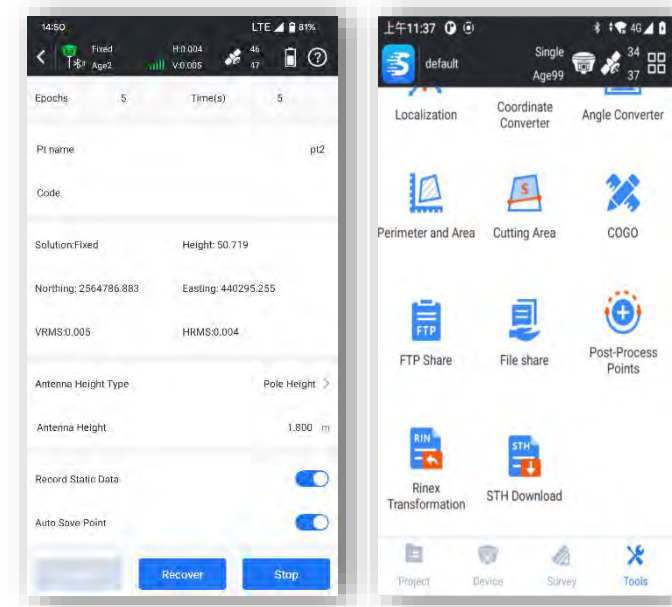 14:50 LTE 81%
Fixed H:0.004 46
Age2 V:0.005 47
Epochs 5 Time(s) 5
Pt name pt2
Code
Solution:Fixed Height: 50.719
Northing: 2564786.883 Easting: 440295.255
VRMS:0.005 HRMS:0.004
Antenna Height Type Pole Height >
Antenna Height 1.800 m
Record Static Data
Auto Save Point
Recover Stop
上午11:37 4G
default Single 34
Age99 37
Localization Coordinate Converter Angle Converter
Perimeter and Area Cutting Area COGO
S
FTP
FTP Share File share Post-Process
Points
RIN STH
Rinex
Transformation STH Download
Project Device Survey Tools